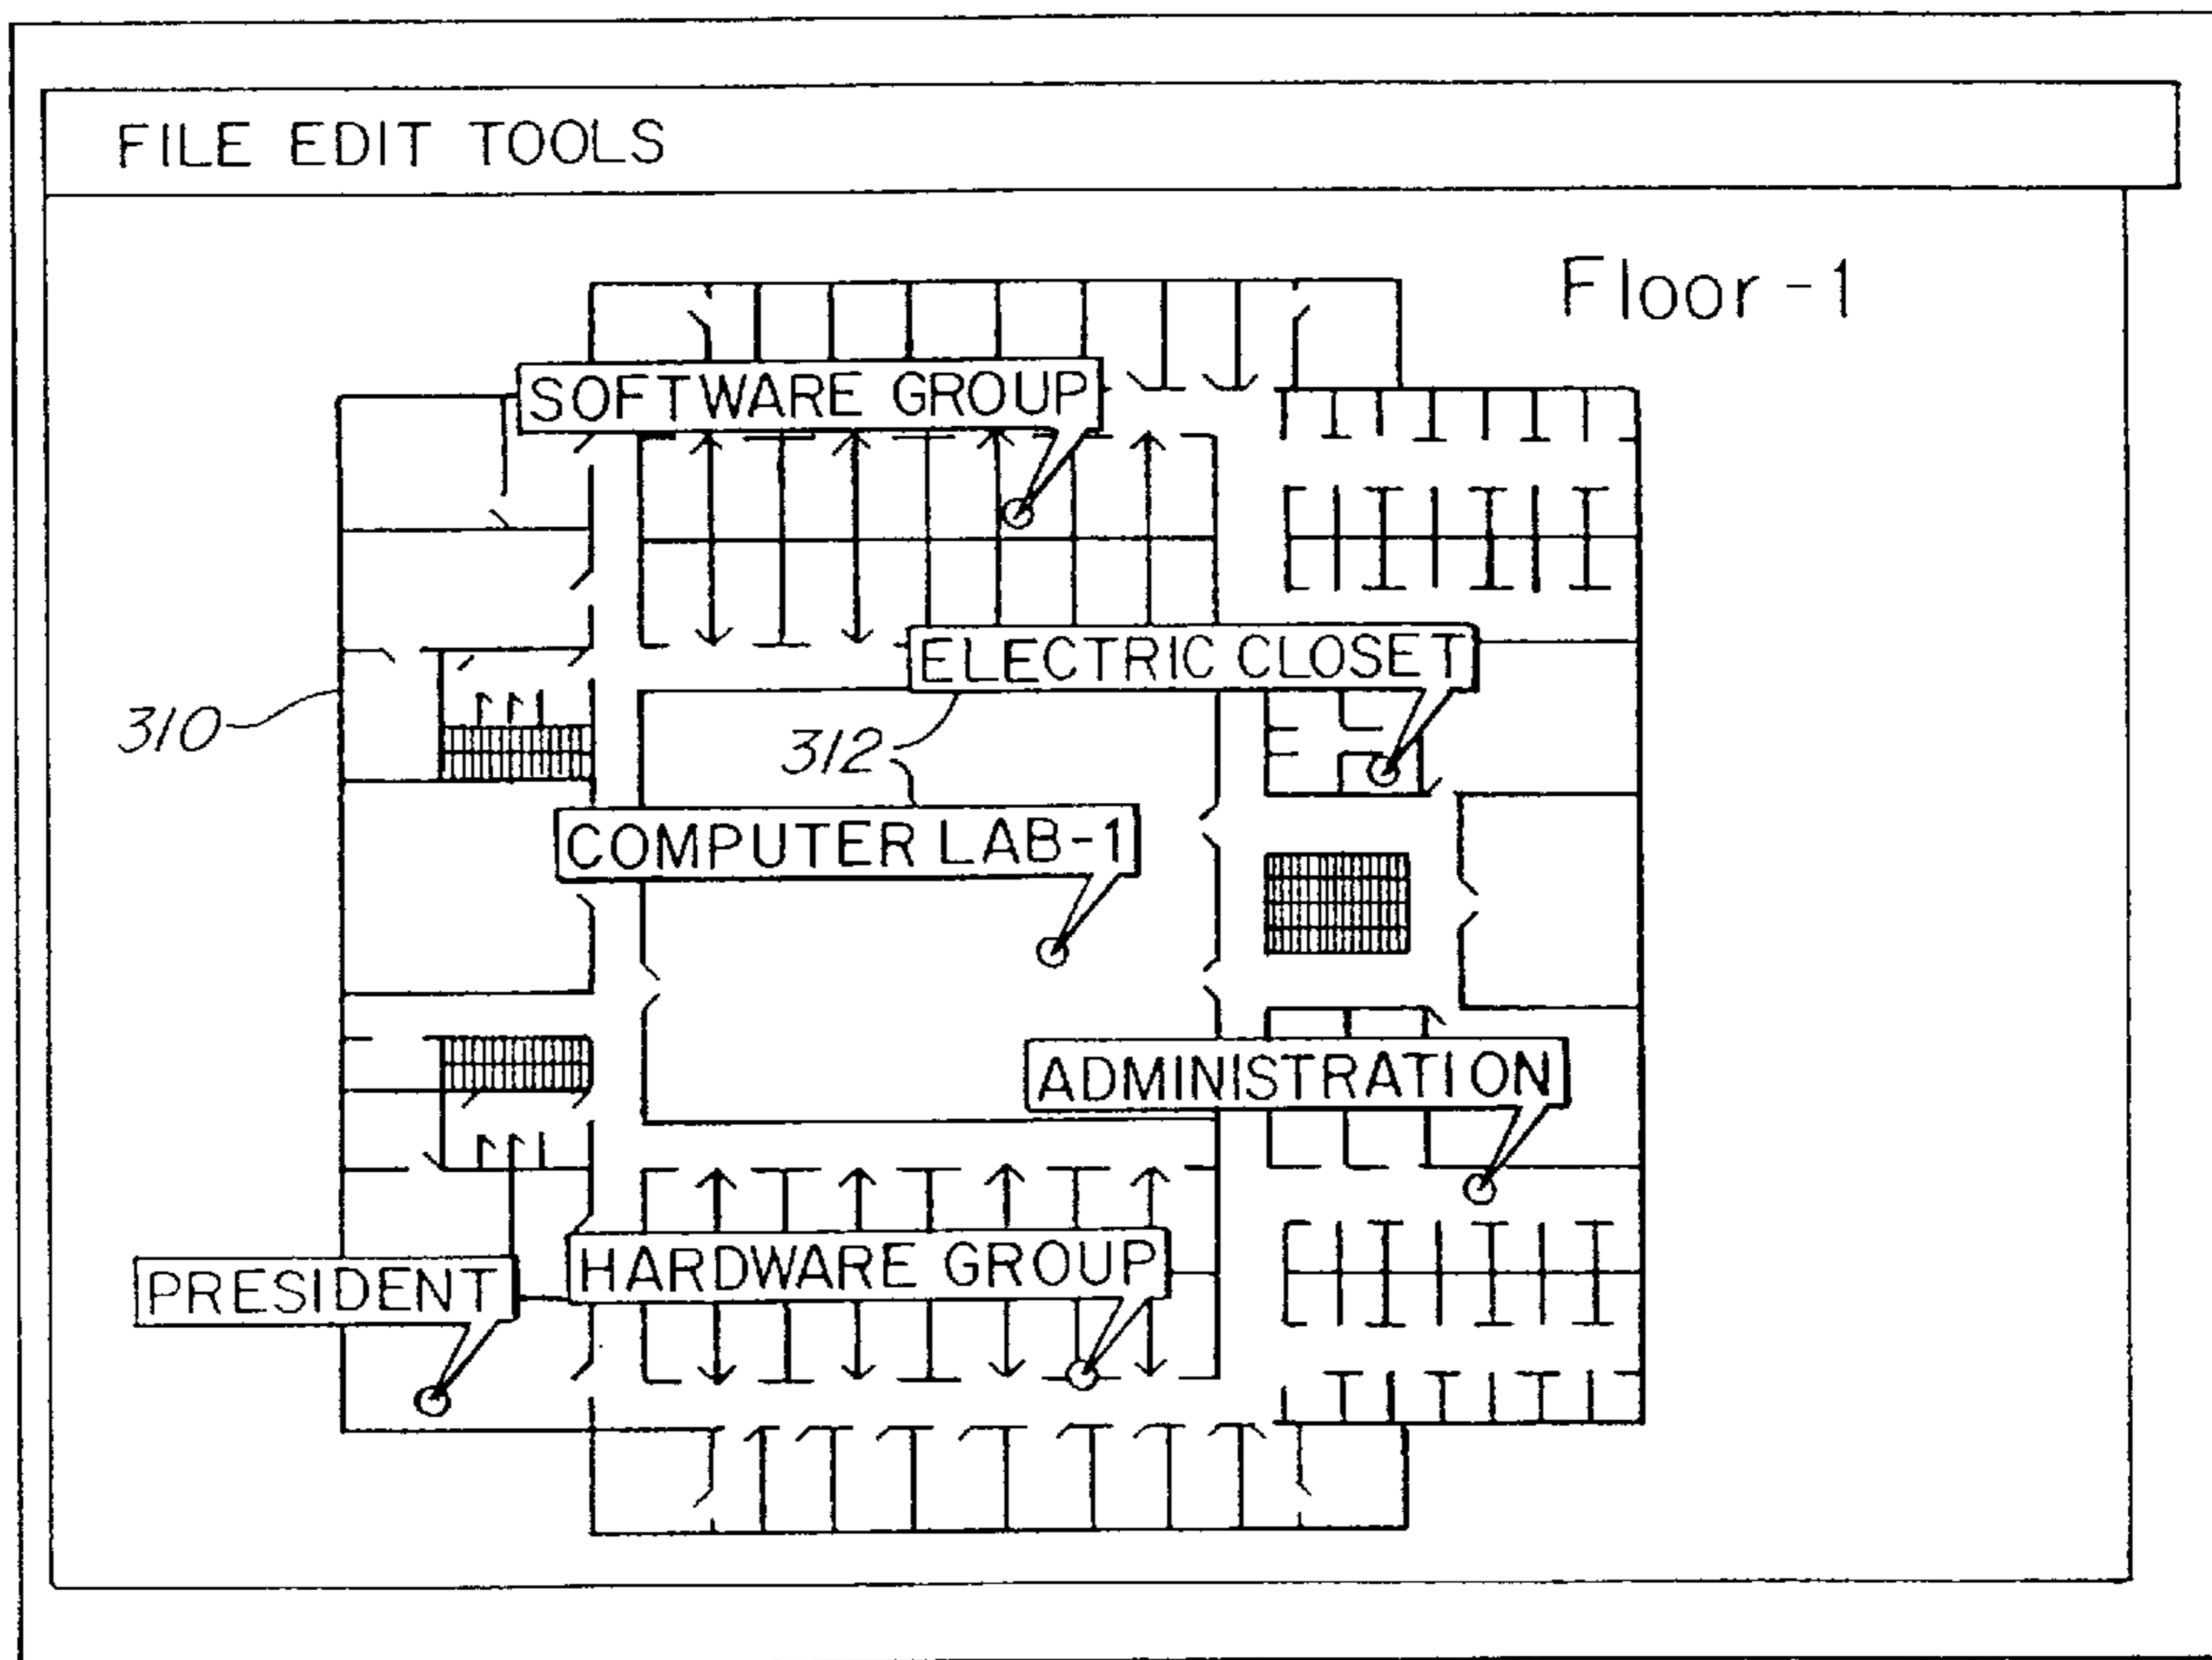 FILE EDIT TOOLS
Floor-1
SOFTWARE GROUP
ELECTRIC CLOSET
310
312
COMPUTER LAB-1
ADMINISTRATION
HARDWARE GROUP
PRESIDENT